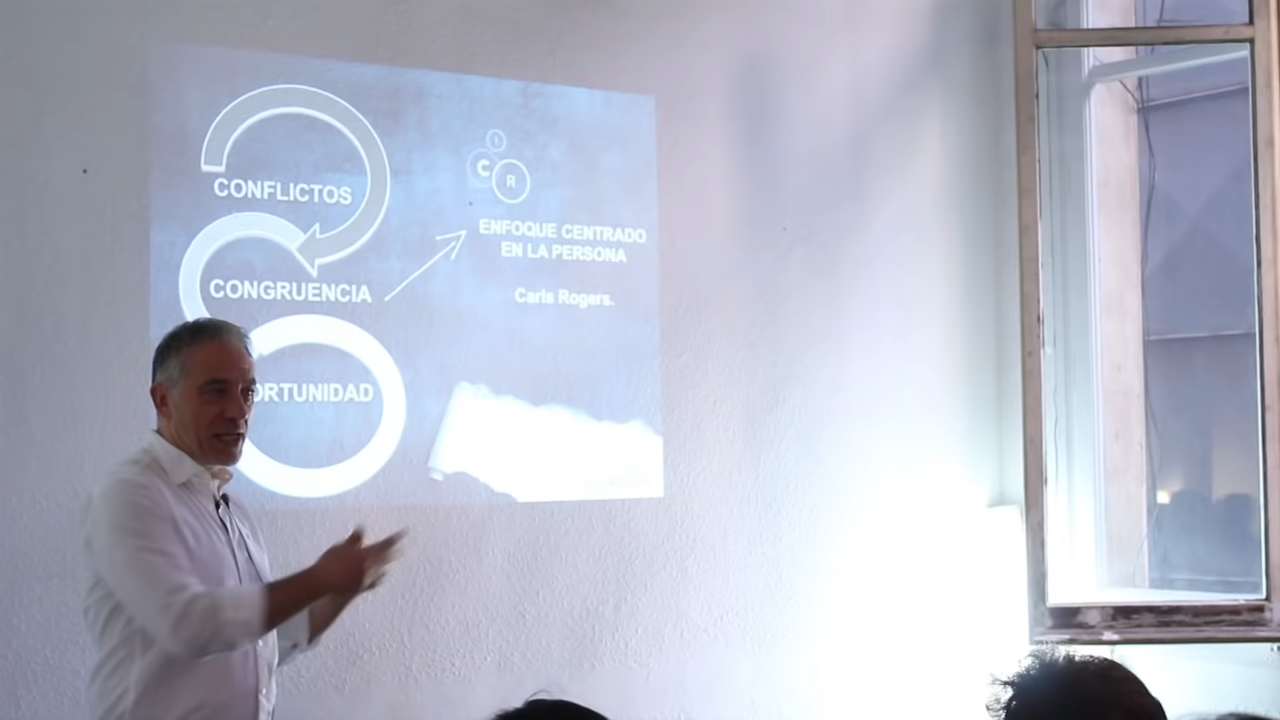 CONFLICTOS
CONGRUENCIA
ORTUNIDAD
I
C
R
ENFOQUE CENTRADO
EN LA PERSONA
Carls Rogers.